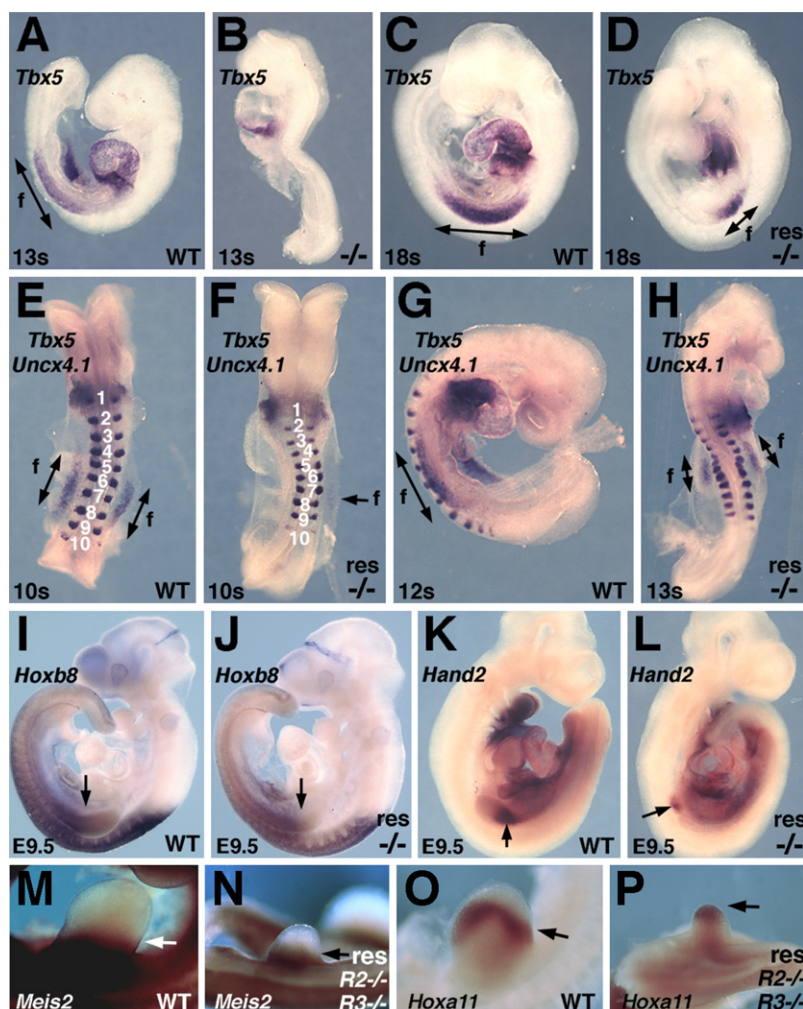 A B C D
Tbx5 Tbx5 Tbx5 Tbx5
f f f
13s WT 13s -/- 18s WT 18s res -/-
E F G H
Tbx5 Uncx4.1 Tbx5 Uncx4.1 Tbx5 Uncx4.1 Tbx5 Uncx4.1
1 1
2 2
3 3
4 4
5 5
6 6
7 7
8 8
9 9
10 10
f f f f f f
10s WT 10s res -/- 12s WT 13s res -/-
I J K L
Hoxb8 Hoxb8 Hand2 Hand2
E9.5 WT E9.5 res -/- E9.5 WT E9.5 res -/-
M N O P
res res
R2-/- R2-/-
Meis2 WT Meis2 R3-/- Hoxa11 WT Hoxa11 R3-/-